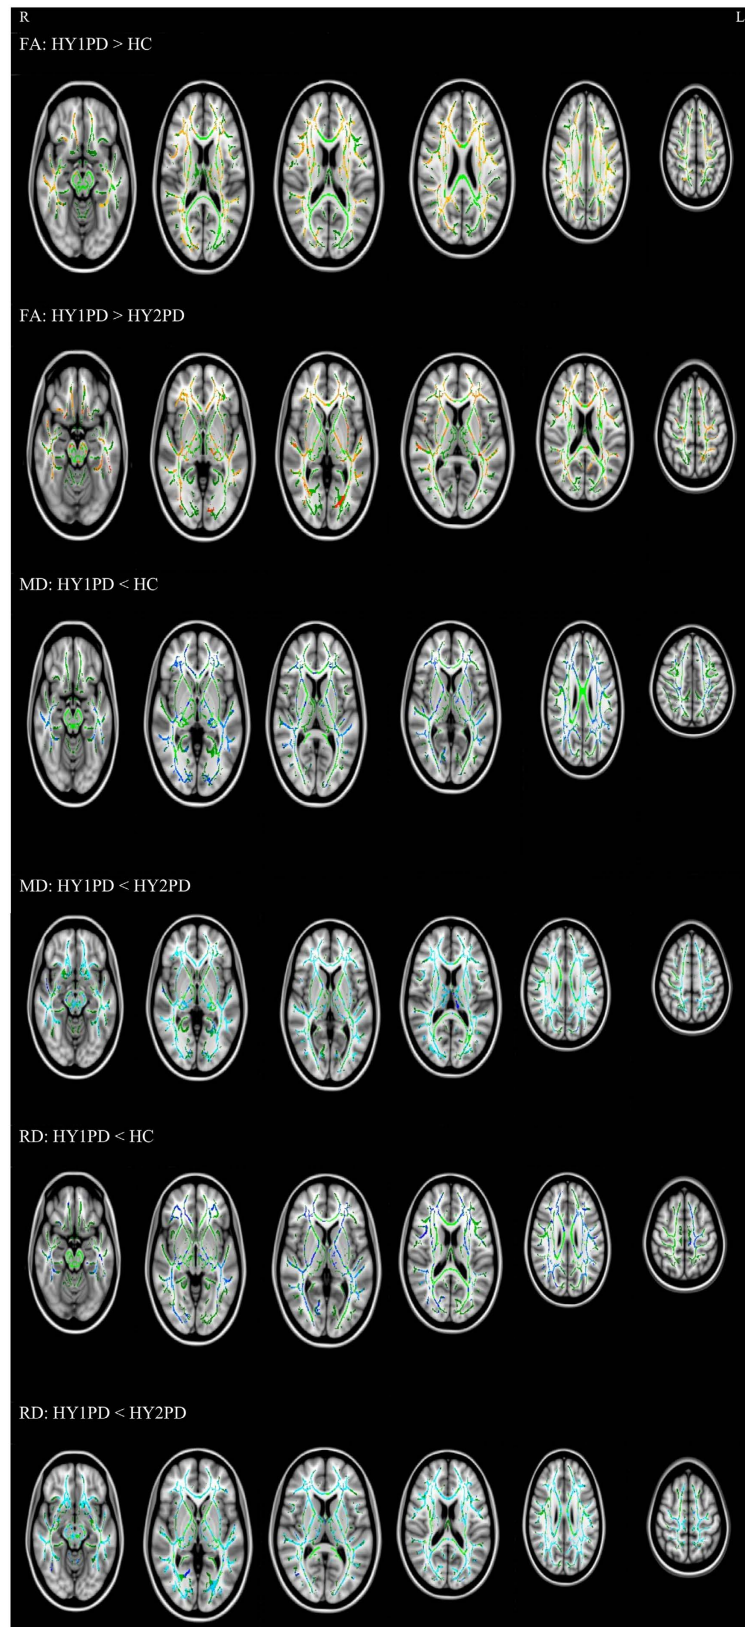 R L
FA: HY1PD > HC
FA: HY1PD > HY2PD
MD: HY1PD < HC
MD: HY1PD < HY2PD
RD: HY1PD < HC
RD: HY1PD < HY2PD